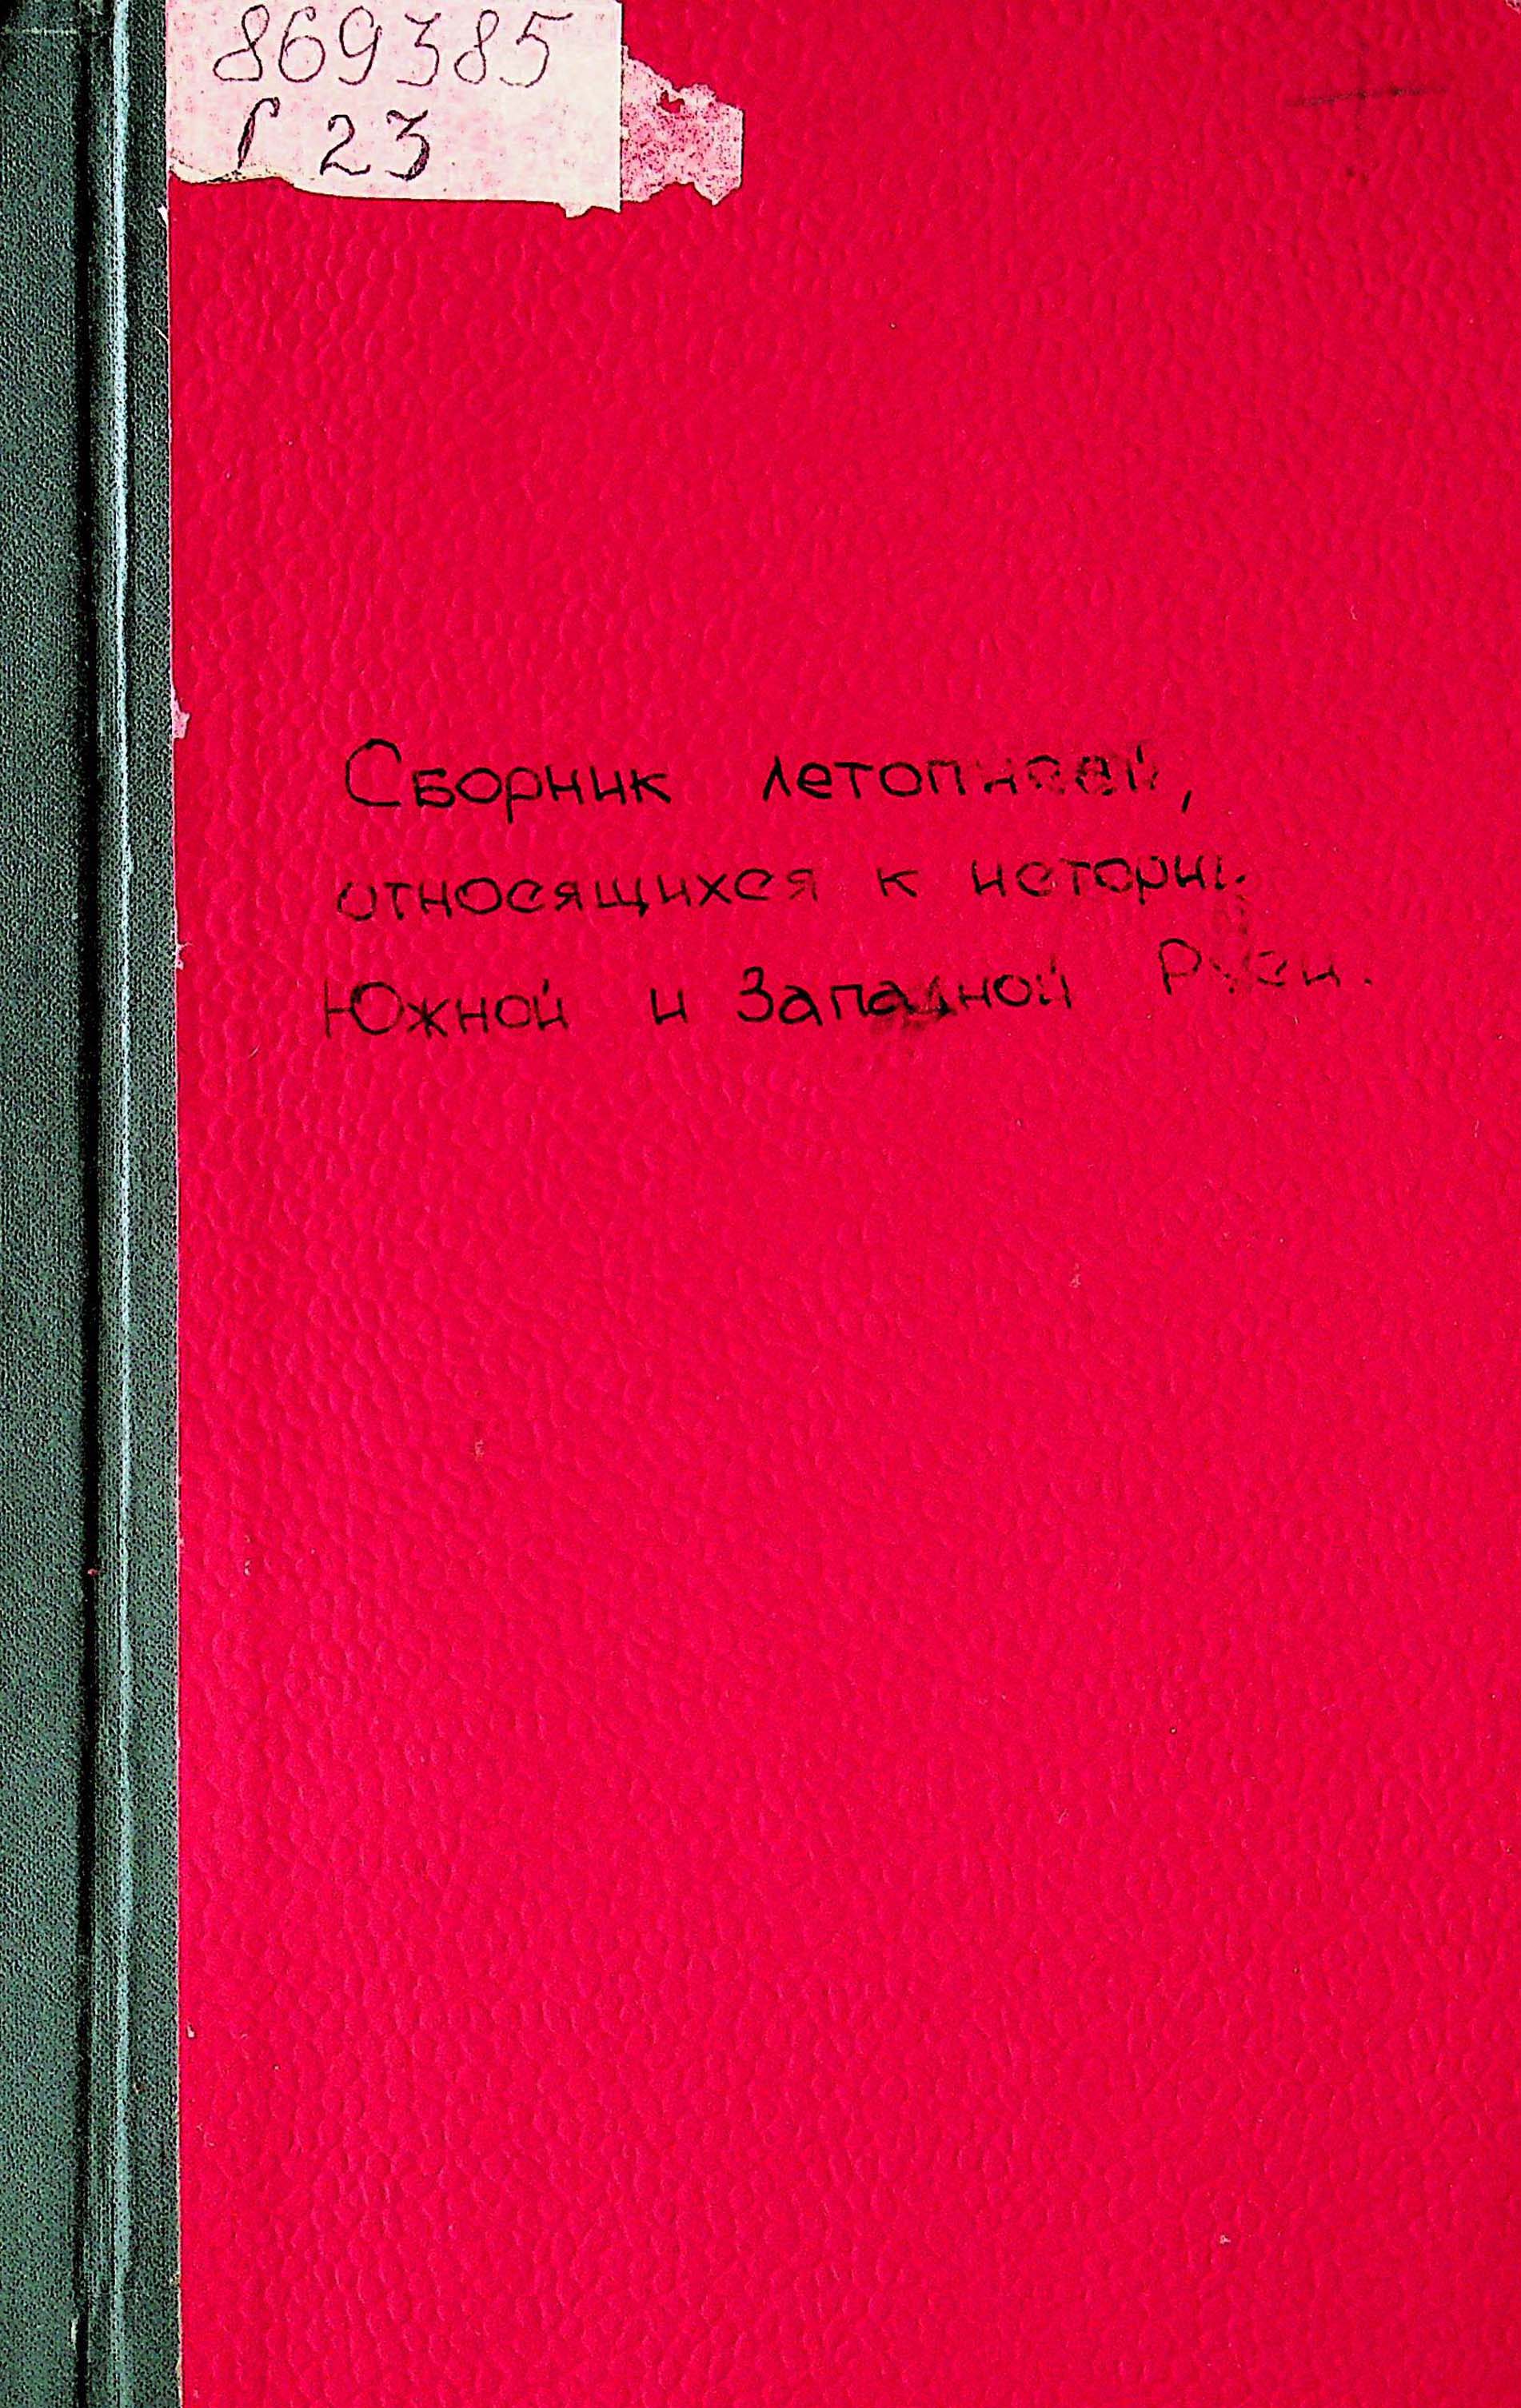 869385
Г 23
Сборник летописей,
относящихся к истории
Южной и Западной Руси.